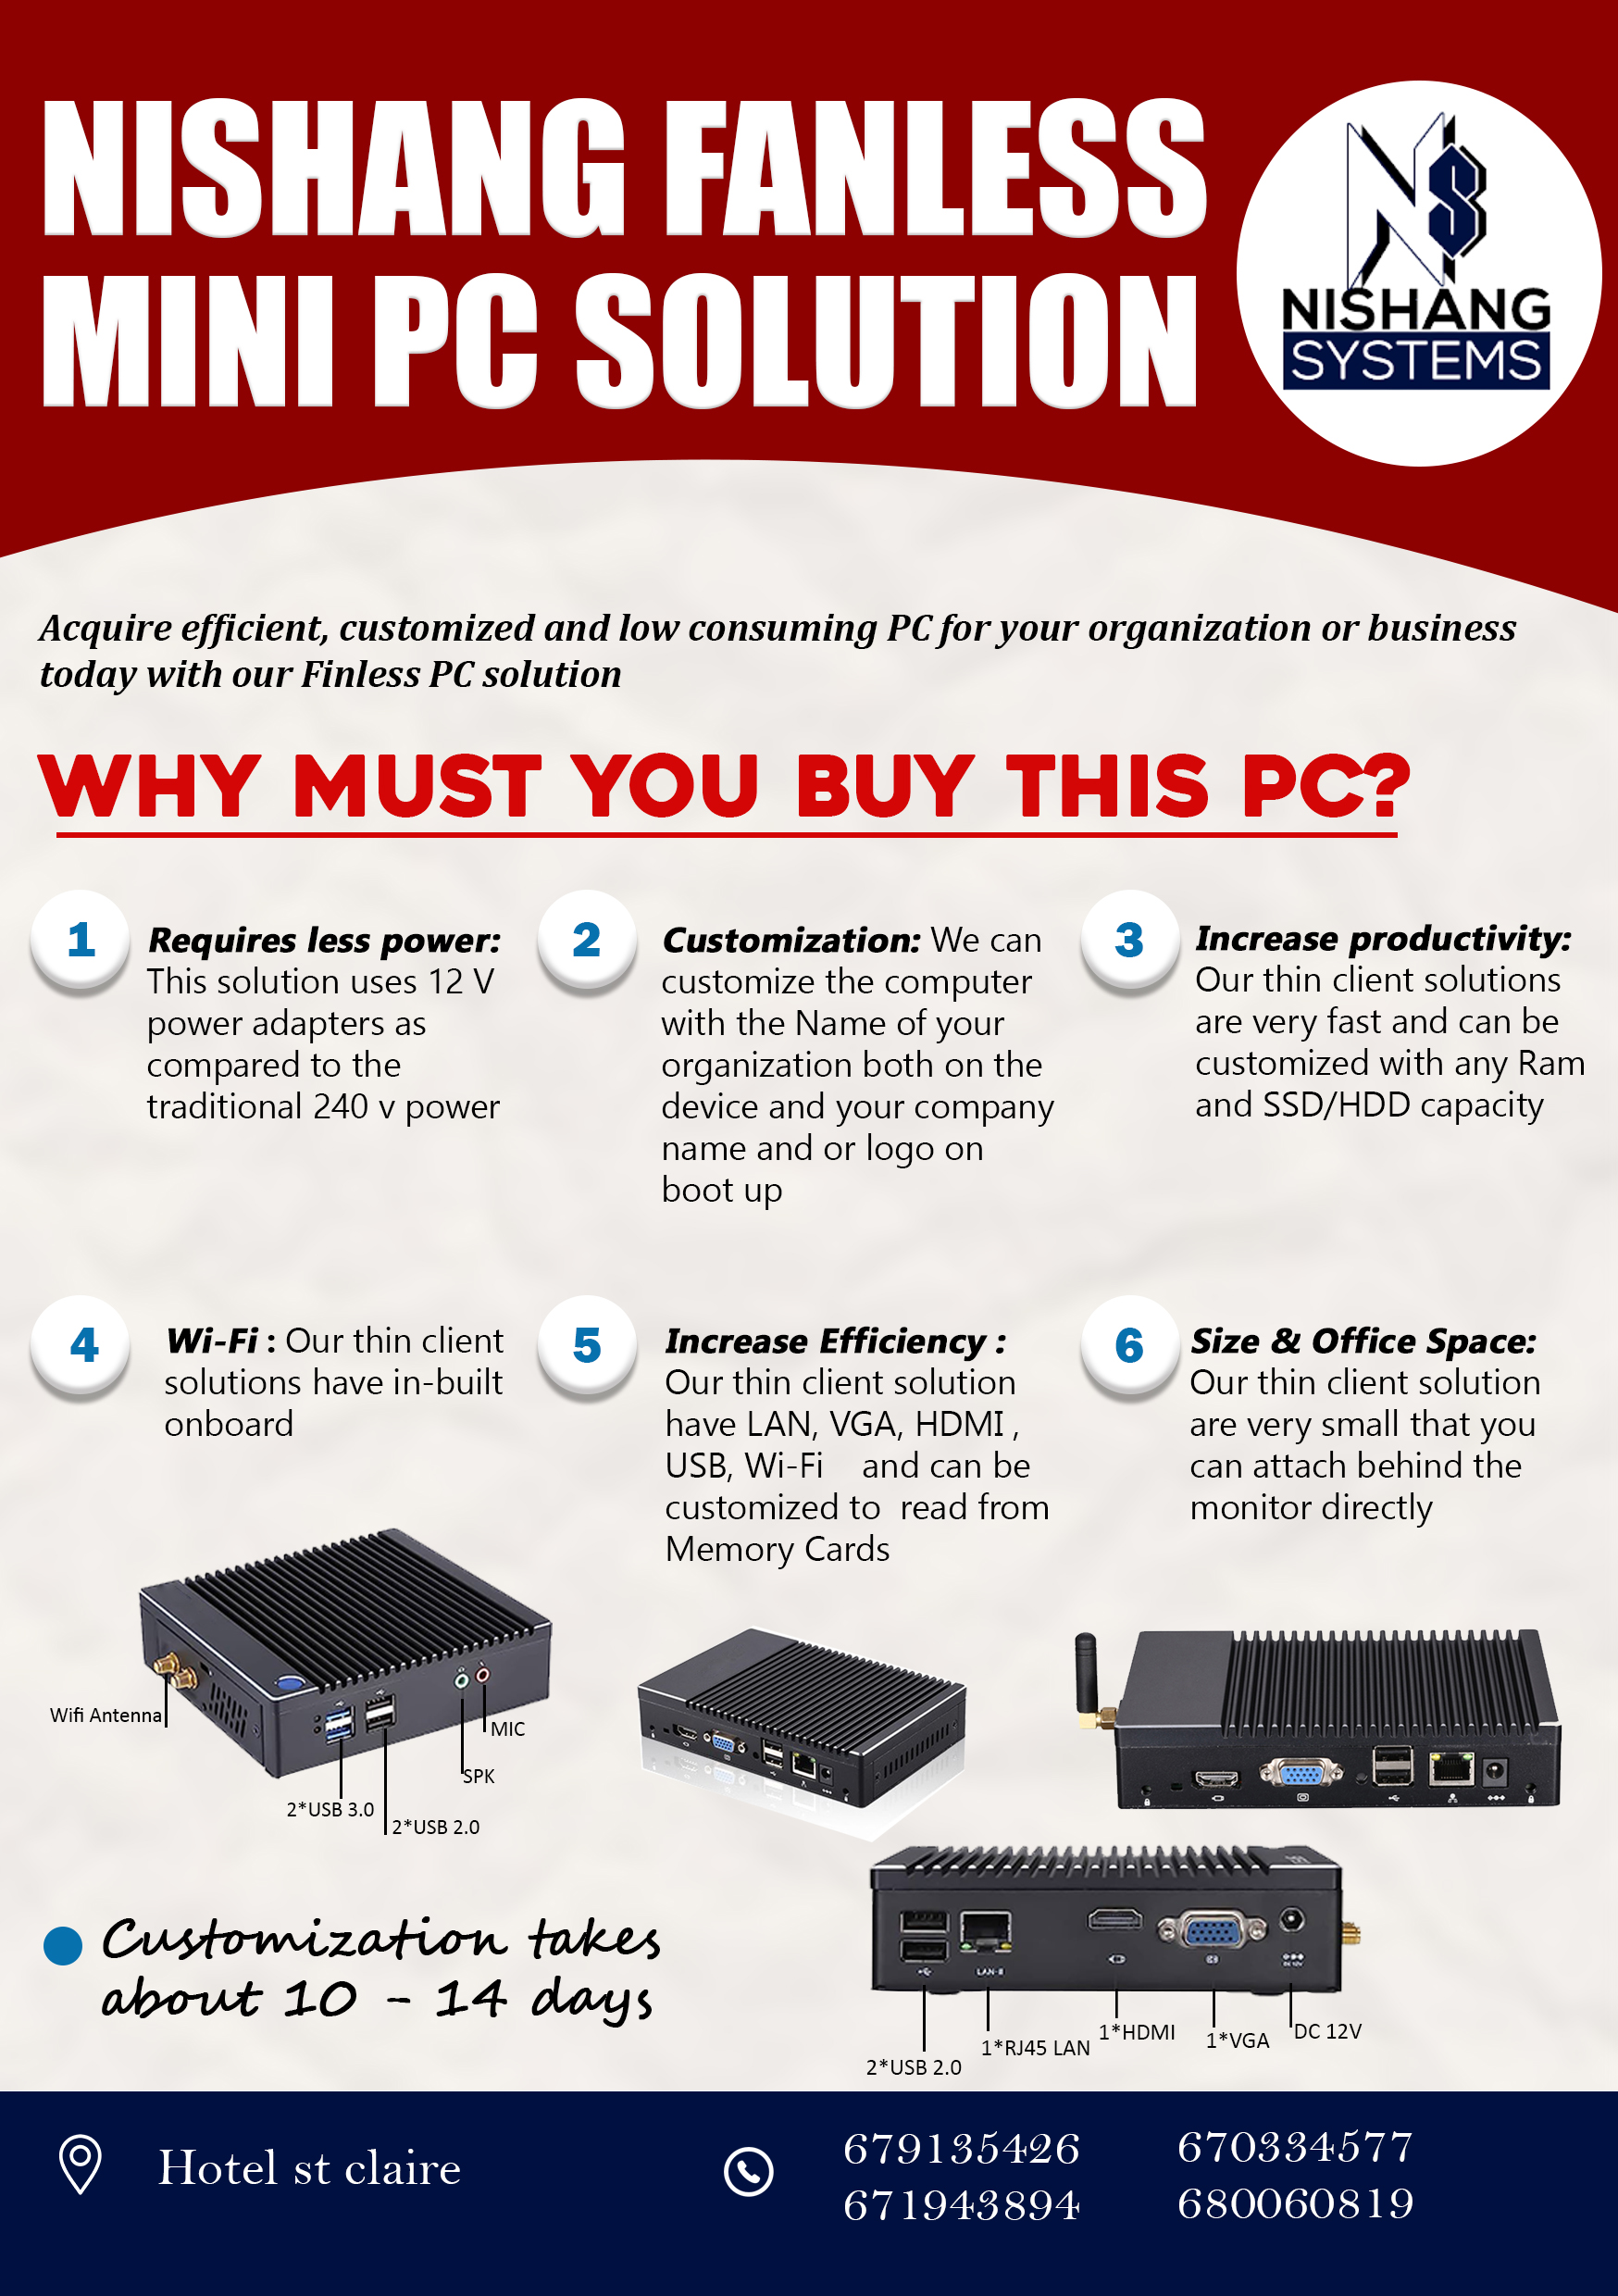 NISHANG FANLESS
MINI PC SOLUTION
NS
NISHANG
SYSTEMS
Acquire efficient, customized and low consuming PC for your organization or business
today with our Finless PC solution
WHY MUST YOU BUY THIS PC?
1
Requires less power:
This solution uses 12 V
power adapters as
compared to the
traditional 240 v power
2
Customization: We can
customize the computer
with the Name of your
organization both on the
device and your company
name and or logo on
boot up
3
Increase productivity:
Our thin client solutions
are very fast and can be
customized with any Ram
and SSD/HDD capacity
4
Wi-Fi : Our thin client
solutions have in-built
onboard
5
Increase Efficiency :
Our thin client solution
have LAN, VGA, HDMI ,
USB, Wi-Fi    and can be
customized to  read from
Memory Cards
6
Size & Office Space:
Our thin client solution
are very small that you
can attach behind the
monitor directly
Wifi Antenna
MIC
SPK
2*USB 3.0
2*USB 2.0
Customization takes
about 10 - 14 days
DC 12V
1*HDMI
1*VGA
1*RJ45 LAN
2*USB 2.0
Hotel st claire
679135426
670334577
671943894
680060819